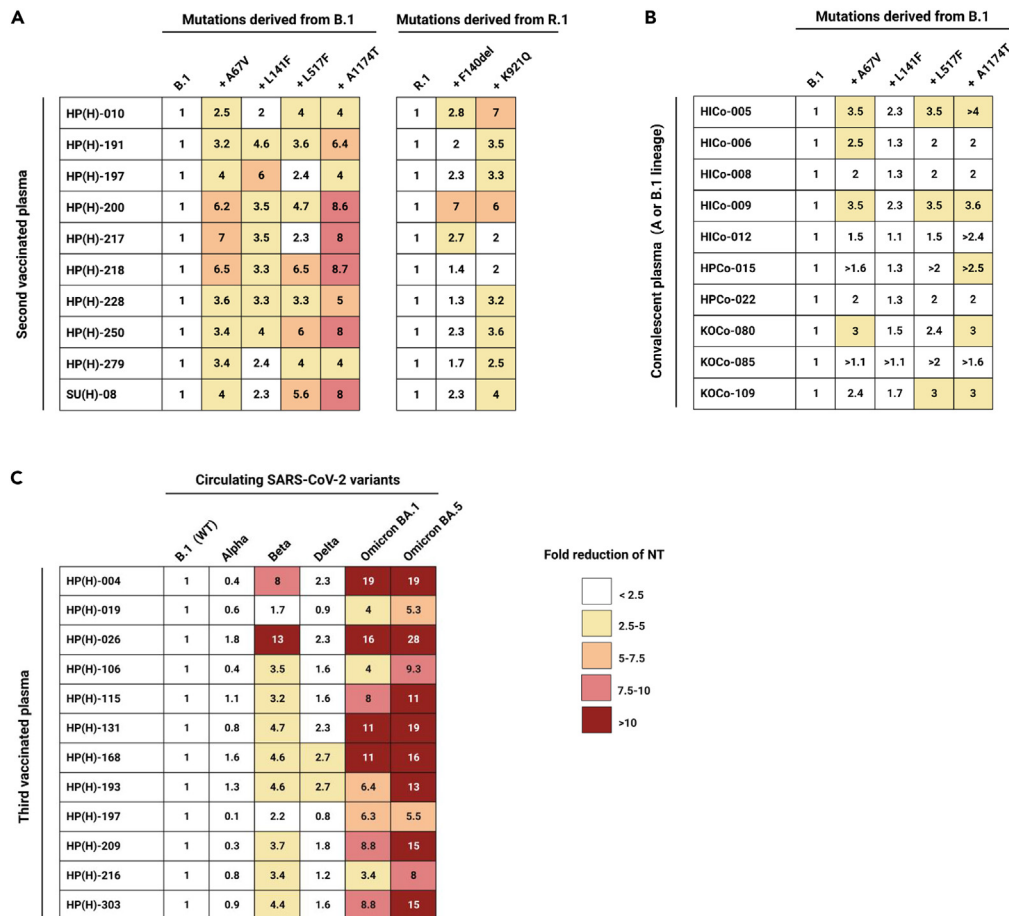 A
Mutations derived from B.1
Mutations derived from R.1
B.1 + A67V + L141F + L517F + A1174T R.1 + F140del + K921Q
Second vaccinated plasma
HP(H)-010 1 2.5 2 4 4 1 2.8 7
HP(H)-191 1 3.2 4.6 3.6 6.4 1 2 3.5
HP(H)-197 1 4 6 2.4 4 1 2.3 3.3
HP(H)-200 1 6.2 3.5 4.7 8.6 1 7 6
HP(H)-217 1 7 3.5 2.3 8 1 2.7 2
HP(H)-218 1 6.5 3.3 6.5 8.7 1 1.4 2
HP(H)-228 1 3.6 3.3 3.3 5 1 1.3 3.2
HP(H)-250 1 3.4 4 6 8 1 2.3 3.6
HP(H)-279 1 3.4 2.4 4 4 1 1.7 2.5
SU(H)-08 1 4 2.3 5.6 8 1 2.3 4
B
Mutations derived from B.1
B.1 + A67V + L141F + L517F + A1174T
Convalescent plasma (A or B.1 lineage)
HICo-005 1 3.5 2.3 3.5 >4
HICo-006 1 2.5 1.3 2 2
HICo-008 1 2 1.3 2 2
HICo-009 1 3.5 2.3 3.5 3.6
HICo-012 1 1.5 1.1 1.5 >2.4
HPCo-015 1 >1.6 1.3 >2 >2.5
HPCo-022 1 2 1.3 2 2
KOCo-080 1 3 1.5 2.4 3
KOCo-085 1 >1.1 >1.1 >2 >1.6
KOCo-109 1 2.4 1.7 3 3
C
Circulating SARS-CoV-2 variants
B.1 (WT) Alpha Beta Delta Omicron BA.1 Omicron BA.5
Third vaccinated plasma
HP(H)-004 1 0.4 8 2.3 19 19
HP(H)-019 1 0.6 1.7 0.9 4 5.3
HP(H)-026 1 1.8 13 2.3 16 28
HP(H)-106 1 0.4 3.5 1.6 4 9.3
HP(H)-115 1 1.1 3.2 1.6 8 11
HP(H)-131 1 0.8 4.7 2.3 11 19
HP(H)-168 1 1.6 4.6 2.7 11 16
HP(H)-193 1 1.3 4.6 2.7 6.4 13
HP(H)-197 1 0.1 2.2 0.8 6.3 5.5
HP(H)-209 1 0.3 3.7 1.8 8.8 15
HP(H)-216 1 0.8 3.4 1.2 3.4 8
HP(H)-303 1 0.9 4.4 1.6 8.8 15
Fold reduction of NT
< 2.5
2.5-5
5-7.5
7.5-10
>10